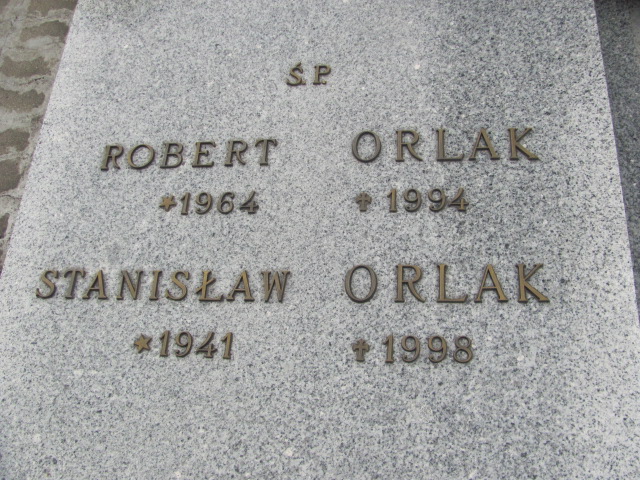 Ś.P.
ROBERT ORLAK
*1964 ✝1994
STANISŁAW ORLAK
*1941 ✝1998